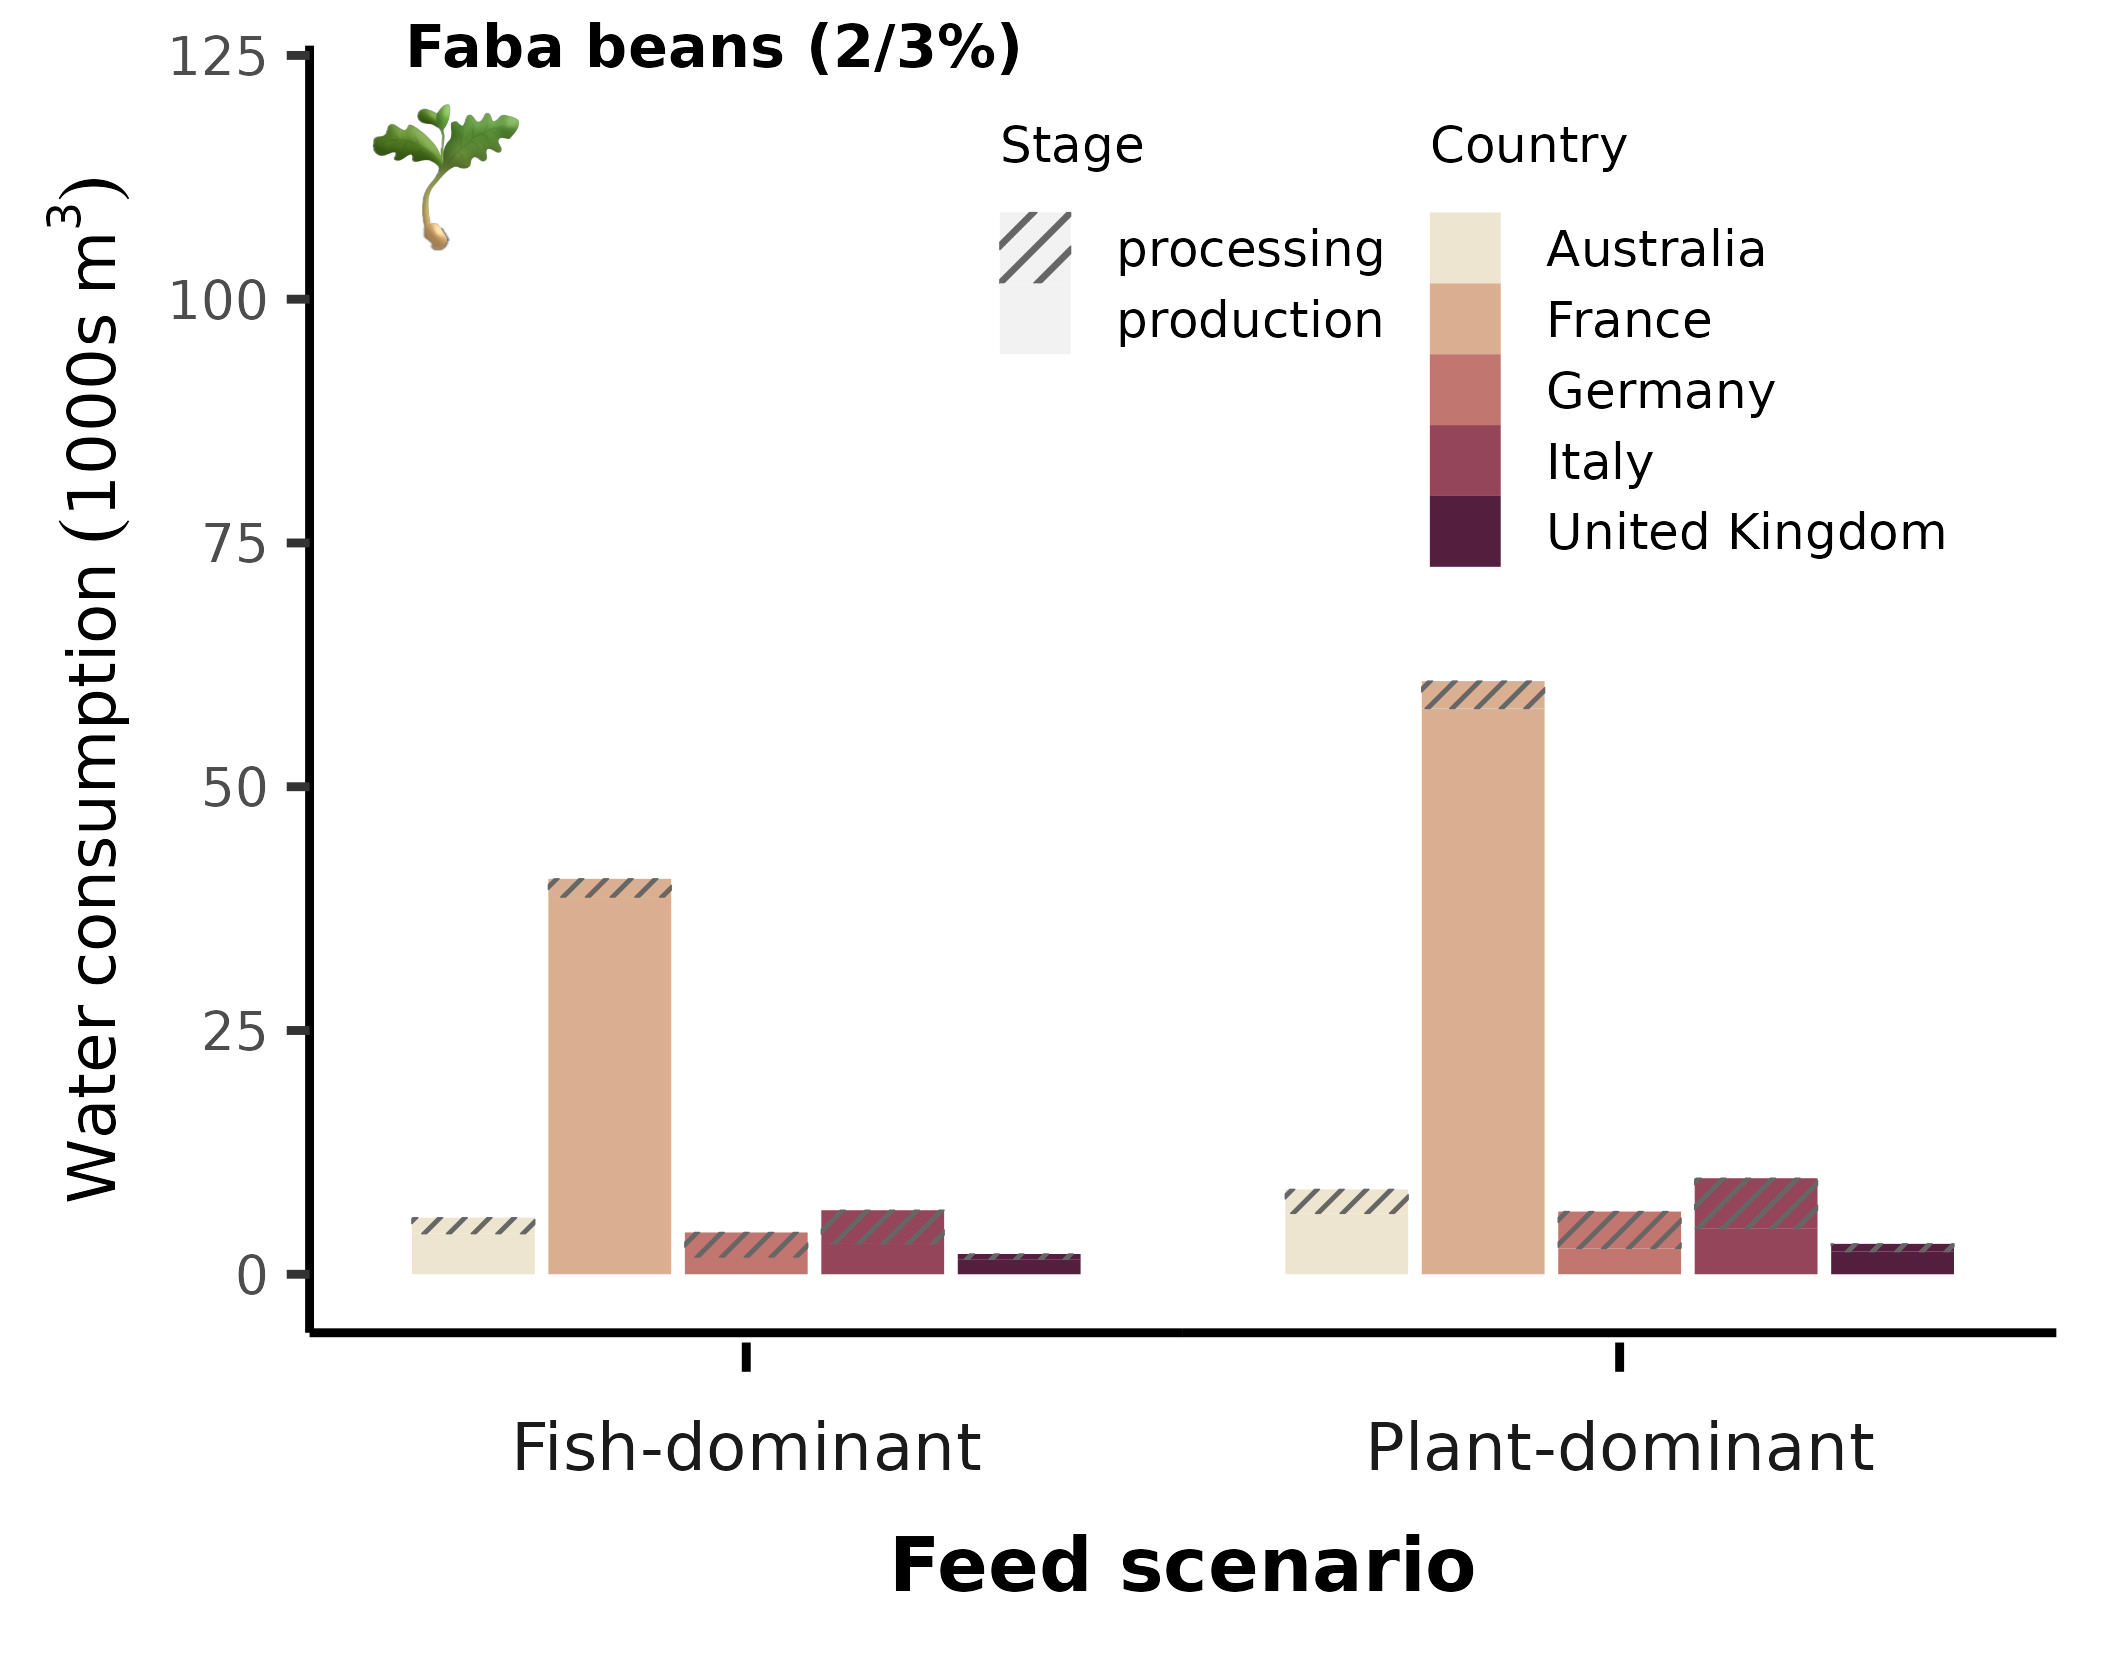 Faba beans (2/3%)
Water consumption (1000s m³)
125
100
75
50
25
0
Stage
processing
production
Country
Australia
France
Germany
Italy
United Kingdom
Fish-dominant
Plant-dominant
Feed scenario